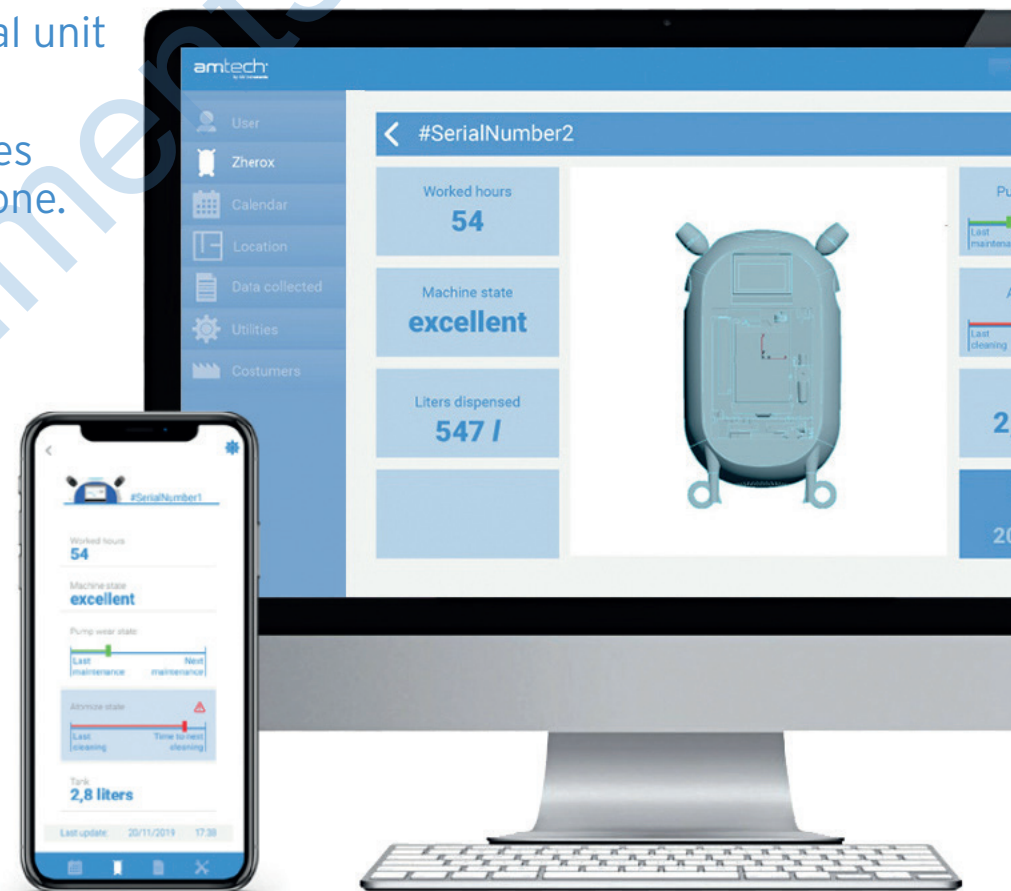 al unit
es
one.
amtech
User
Zherox
Calendar
Location
Data collected
Utilities
Costumers
#SerialNumber2
Worked hours
54
Machine state
excellent
Liters dispensed
547 l
Pu
Last
maintena
A
Last
cleaning
2,
20
#SerialNumber1
Worked hours
54
Machine state
excellent
Pump wear state
Last
maintenance
Next
maintenance
Atomize state
Last
cleaning
Time to next
cleaning
Tank
2,8 liters
Last update: 20/11/2019 17:38